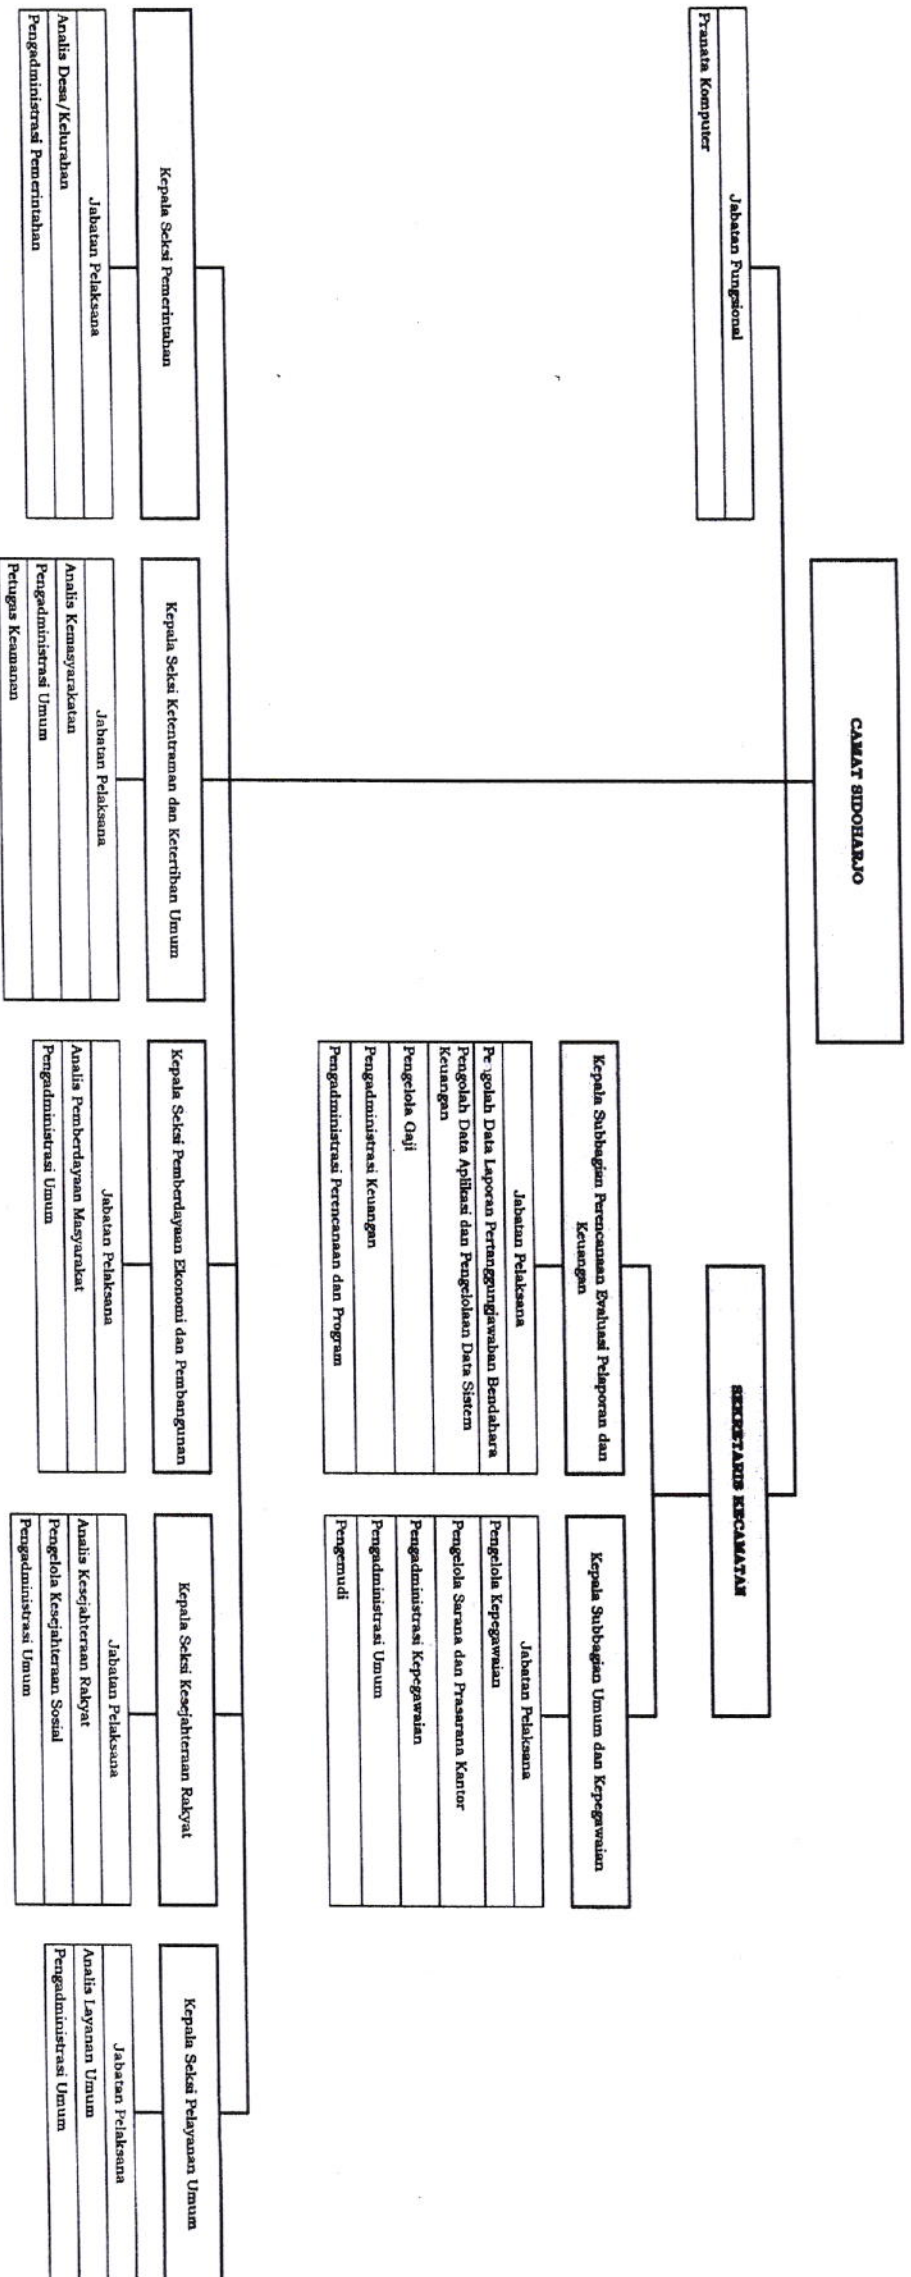 CAMAT SIDOHARJO
Jabatan Fungsional
Pranata Komputer
SEKRETARIS KECAMATAN
Kepala Subbagian Perencanaan Evaluasi Pelaporan dan
Keuangan
Jabatan Pelaksana
Pengolah Data Laporan Pertanggungjawaban Bendahara
Pengolah Data Aplikasi dan Pengelolaan Data Sistem
Keuangan
Pengelola Gaji
Pengadministrasi Keuangan
Pengadministrasi Perencanaan dan Program
Kepala Subbagian Umum dan Kepegawaian
Jabatan Pelaksana
Pengelola Kepegawaian
Pengelola Sarana dan Prasarana Kantor
Pengadministrasi Kepegawaian
Pengadministrasi Umum
Pengemudi
Kepala Seksi Pemerintahan
Jabatan Pelaksana
Analis Desa/Kelurahan
Pengadministrasi Pemerintahan
Kepala Seksi Ketentraman dan Ketertiban Umum
Jabatan Pelaksana
Analis Kemasyarakatan
Pengadministrasi Umum
Petugas Keamanan
Kepala Seksi Pemberdayaan Ekonomi dan Pembangunan
Jabatan Pelaksana
Analis Pemberdayaan Masyarakat
Pengadministrasi Umum
Kepala Seksi Kesejahteraan Rakyat
Jabatan Pelaksana
Analis Kesejahteraan Rakyat
Pengelola Kesejahteraan Sosial
Pengadministrasi Umum
Kepala Seksi Pelayanan Umum
Jabatan Pelaksana
Analis Layanan Umum
Pengadministrasi Umum